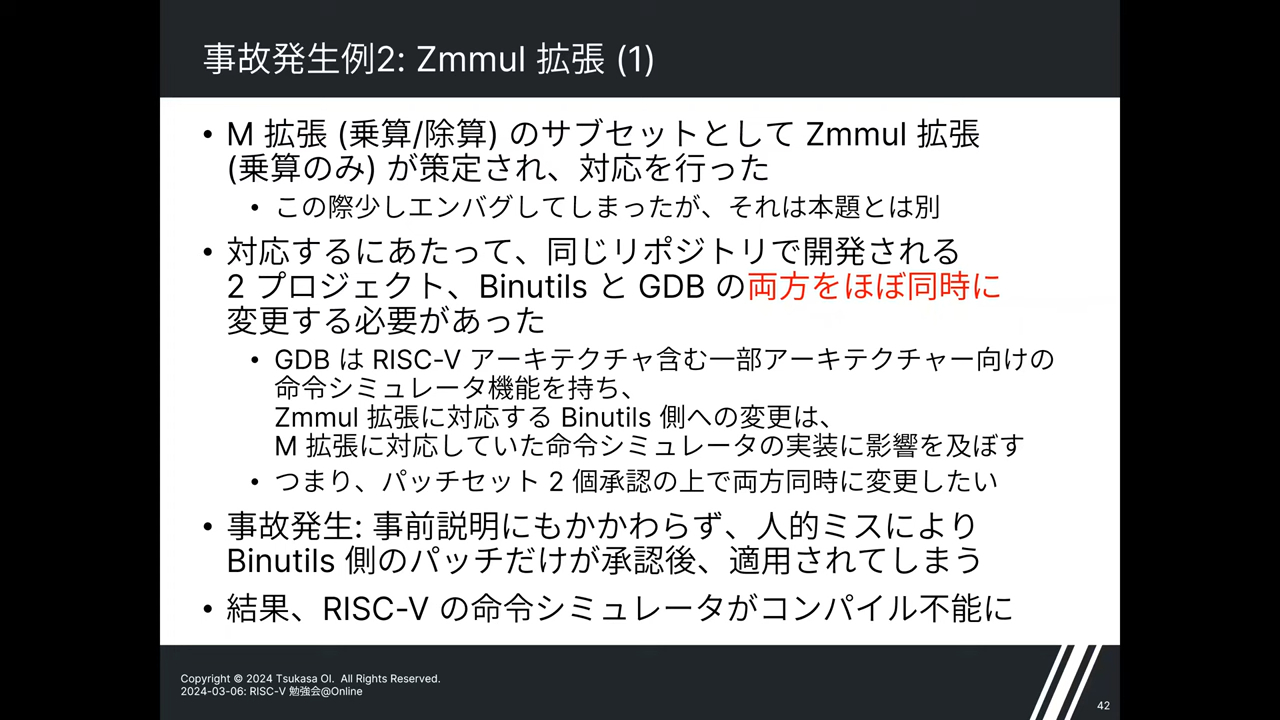 事故発生例2: Zmmul 拡張 (1)
• M 拡張 (乗算/除算) のサブセットとして Zmmul 拡張
(乗算のみ) が策定され、対応を行った
• この際少しエンバグしてしまったが、それは本題とは別
• 対応するにあたって、同じリポジトリで開発される
2 プロジェクト、Binutils と GDB の両方をほぼ同時に
変更する必要があった
• GDB は RISC-V アーキテクチャ含む一部アーキテクチャー向けの
命令シミュレータ機能を持ち、
Zmmul 拡張に対応する Binutils 側への変更は、
M 拡張に対応していた命令シミュレータの実装に影響を及ぼす
• つまり、パッチセット 2 個承認の上で両方同時に変更したい
• 事故発生: 事前説明にもかかわらず、人的ミスにより
Binutils 側のパッチだけが承認後、適用されてしまう
• 結果、RISC-V の命令シミュレータがコンパイル不能に
Copyright © 2024 Tsukasa OI. All Rights Reserved.
2024-03-06: RISC-V 勉強会@Online
42